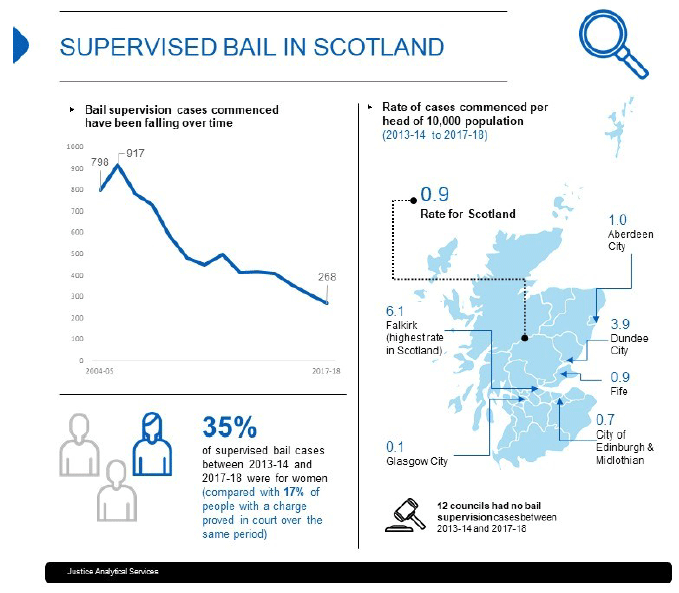 SUPERVISED BAIL IN SCOTLAND
Bail supervision cases commenced
have been falling over time
1000
900
800
700
600
500
400
300
200
100
0
798
917
268
2004-05
2017-18
35%
of supervised bail cases
between 2013-14 and
2017-18 were for women
(compared with 17% of
people with a charge
proved in court over the
same period)
Rate of cases commenced per
head of 10,000 population
(2013-14 to 2017-18)
0.9
Rate for Scotland
1.0
Aberdeen
City
6.1
Falkirk
(highest rate
in Scotland)
3.9
Dundee
City
0.9
Fife
0.7
City of
Edinburgh &
Midlothian
0.1
Glasgow City
12 councils had no bail
supervision cases between
2013-14 and 2017-18
Justice Analytical Services